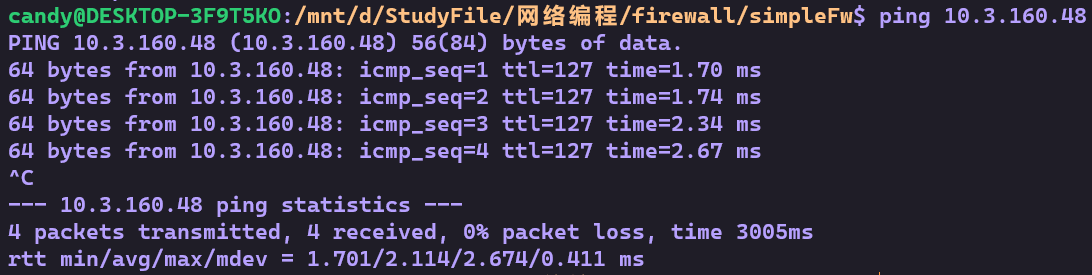 candy@DESKTOP-3F9T5KO:/mnt/d/StudyFile/网络编程/firewall/simpleFw$ ping 10.3.160.48
PING 10.3.160.48 (10.3.160.48) 56(84) bytes of data.
64 bytes from 10.3.160.48: icmp_seq=1 ttl=127 time=1.70 ms
64 bytes from 10.3.160.48: icmp_seq=2 ttl=127 time=1.74 ms
64 bytes from 10.3.160.48: icmp_seq=3 ttl=127 time=2.34 ms
64 bytes from 10.3.160.48: icmp_seq=4 ttl=127 time=2.67 ms
^C
--- 10.3.160.48 ping statistics ---
4 packets transmitted, 4 received, 0% packet loss, time 3005ms
rtt min/avg/max/mdev = 1.701/2.114/2.674/0.411 ms